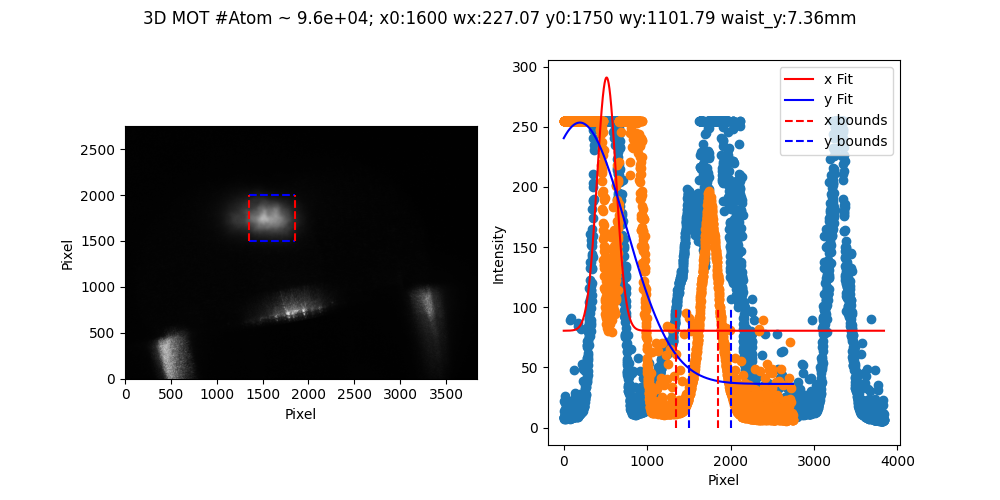 3D MOT #Atom ~ 9.6e+04; x0:1600 wx:227.07 y0:1750 wy:1101.79 waist_y:7.36mm
Pixel
2500
2000
1500
1000
500
0
0 500 1000 1500 2000 2500 3000 3500
Pixel
Intensity
300
250
200
150
100
50
0
x Fit
y Fit
x bounds
y bounds
0 1000 2000 3000 4000
Pixel